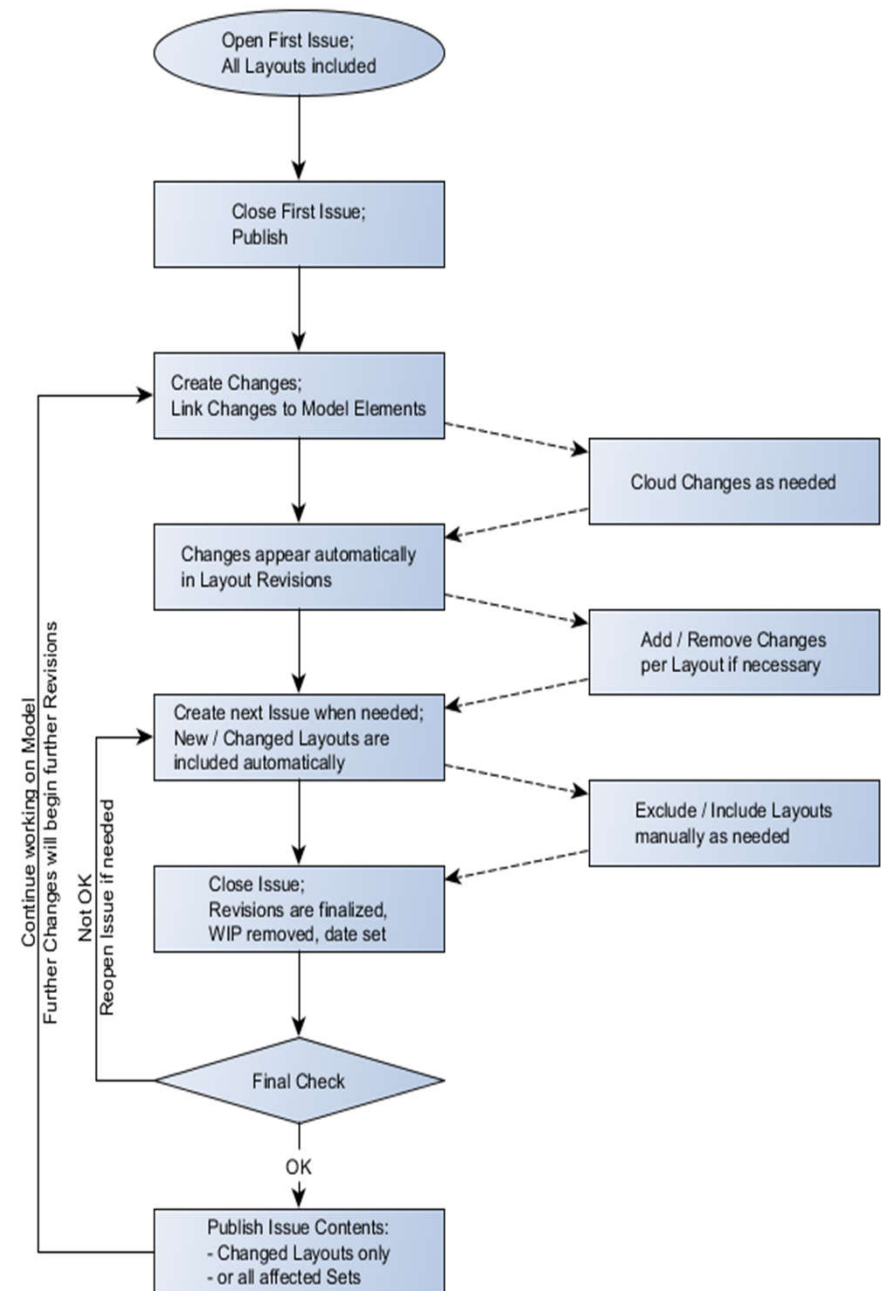 Open First Issue;
All Layouts included
Close First Issue;
Publish
Create Changes;
Link Changes to Model Elements
Cloud Changes as needed
Changes appear automatically
in Layout Revisions
Add / Remove Changes
per Layout if necessary
Create next Issue when needed;
New / Changed Layouts are
included automatically
Exclude / Include Layouts
manually as needed
Close Issue;
Revisions are finalized,
WIP removed, date set
Final Check
Not OK
Reopen Issue if needed
OK
Publish Issue Contents:
- Changed Layouts only
- or all affected Sets
Continue working on Model
Further Changes will begin further Revisions